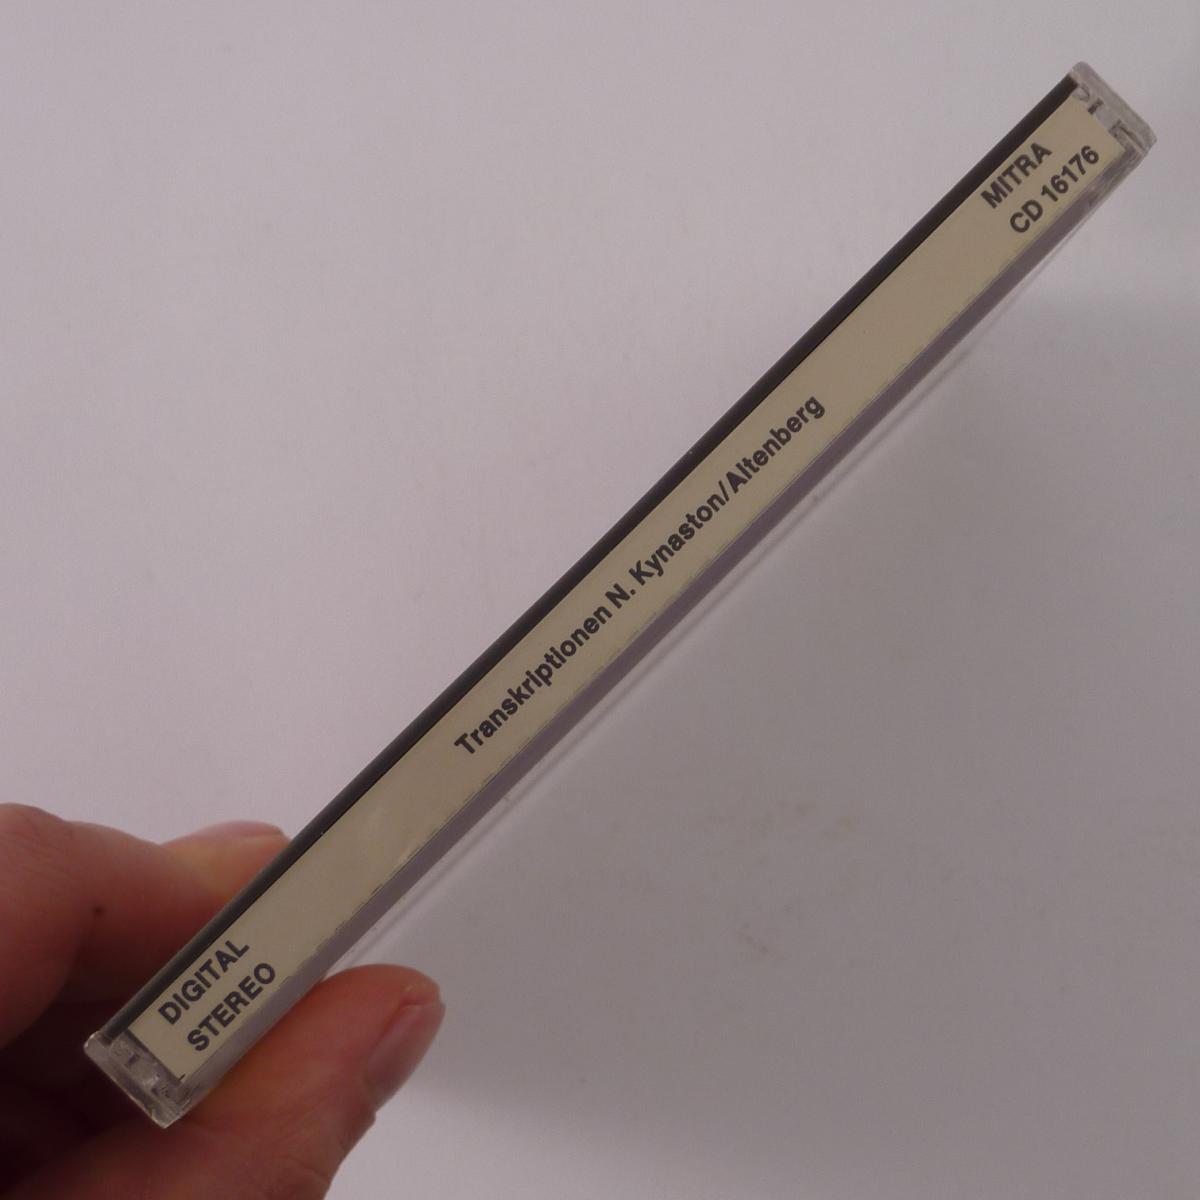 DIGITAL
STEREO
Transkriptionen N. Kynaston/Altenberg
MITRA
CD 16176